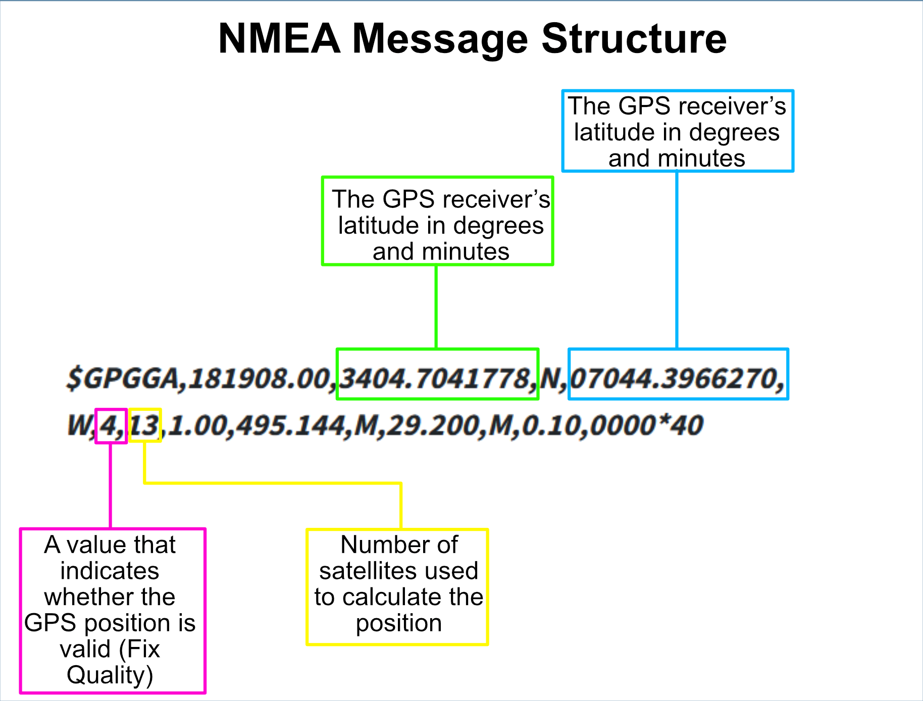 NMEA Message Structure
The GPS receiver’s
latitude in degrees
and minutes
The GPS receiver’s
latitude in degrees
and minutes
$GPGGA,181908.00,3404.7041778,N,07044.3966270,
W,4,13,1.00,495.144,M,29.200,M,0.10,0000*40
A value that
indicates
whether the
GPS position is
valid (Fix
Quality)
Number of
satellites used
to calculate the
position